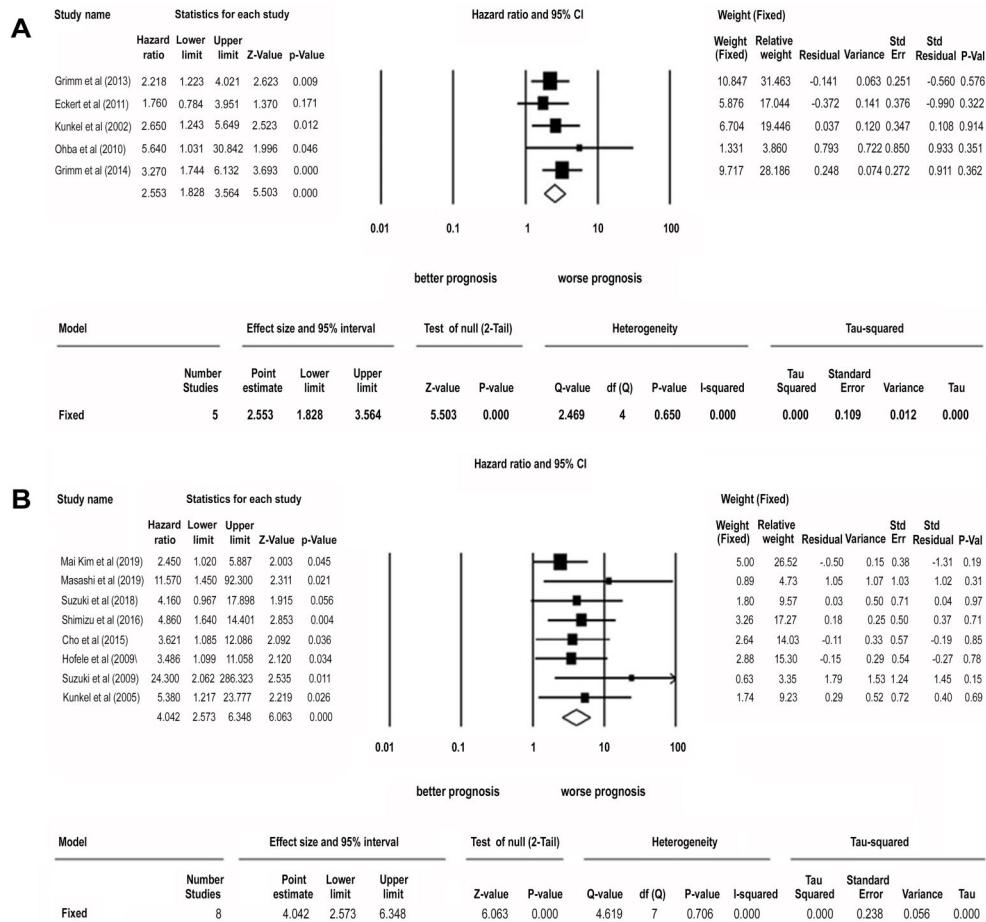 A
Study name Statistics for each study Hazard ratio and 95% CI Weight (Fixed)
Hazard ratio Lower limit Upper limit Z-Value p-Value Weight (Fixed) Relative weight Residual Variance Std Err Std Residual P-Val
Grimm et al (2013) 2.218 1.223 4.021 2.623 0.009 10.847 31.463 -0.141 0.063 0.251 -0.560 0.576
Eckert et al (2011) 1.760 0.784 3.951 1.370 0.171 5.876 17.044 -0.372 0.141 0.376 -0.990 0.322
Kunkel et al (2002) 2.650 1.243 5.649 2.523 0.012 6.704 19.446 0.037 0.120 0.347 0.108 0.914
Ohba et al (2010) 5.640 1.031 30.842 1.996 0.046 1.331 3.860 0.793 0.722 0.850 0.933 0.351
Grimm et al (2014) 3.270 1.744 6.132 3.693 0.000 9.717 28.186 0.248 0.074 0.272 0.911 0.362
2.553 1.828 3.564 5.503 0.000
0.01 0.1 1 10 100
better prognosis worse prognosis
Model Effect size and 95% interval Test of null (2-Tail) Heterogeneity Tau-squared
Number Studies Point estimate Lower limit Upper limit Z-value P-value Q-value df (Q) P-value I-squared Tau Squared Standard Error Variance Tau
Fixed 5 2.553 1.828 3.564 5.503 0.000 2.469 4 0.650 0.000 0.000 0.109 0.012 0.000
Hazard ratio and 95% CI
B
Study name Statistics for each study Weight (Fixed)
Hazard ratio Lower limit Upper limit Z-Value p-Value Weight (Fixed) Relative weight Residual Variance Std Err Std Residual P-Val
Mai Kim et al (2019) 2.450 1.020 5.887 2.003 0.045 5.00 26.52 -0.50 0.15 0.38 -1.31 0.19
Masashi et al (2019) 11.570 1.450 92.300 2.311 0.021 0.89 4.73 1.05 1.07 1.03 1.02 0.31
Suzuki et al (2018) 4.160 0.967 17.898 1.915 0.056 1.80 9.57 0.03 0.50 0.71 0.04 0.97
Shimizu et al (2016) 4.860 1.640 14.401 2.853 0.004 3.26 17.27 0.18 0.25 0.50 0.37 0.71
Cho et al (2015) 3.621 1.085 12.086 2.092 0.036 2.64 14.03 -0.11 0.33 0.57 -0.19 0.85
Hofele et al (2009\ 3.486 1.099 11.058 2.120 0.034 2.88 15.30 -0.15 0.29 0.54 -0.27 0.78
Suzuki et al (2009) 24.300 2.062 286.323 2.535 0.011 0.63 3.35 1.79 1.53 1.24 1.45 0.15
Kunkel et al (2005) 5.380 1.217 23.777 2.219 0.026 1.74 9.23 0.29 0.52 0.72 0.40 0.69
4.042 2.573 6.348 6.063 0.000
0.01 0.1 1 10 100
better prognosis worse prognosis
Model Effect size and 95% interval Test of null (2-Tail) Heterogeneity Tau-squared
Number Studies Point estimate Lower limit Upper limit Z-value P-value Q-value df (Q) P-value I-squared Tau Squared Standard Error Variance Tau
Fixed 8 4.042 2.573 6.348 6.063 0.000 4.619 7 0.706 0.000 0.000 0.238 0.056 0.000